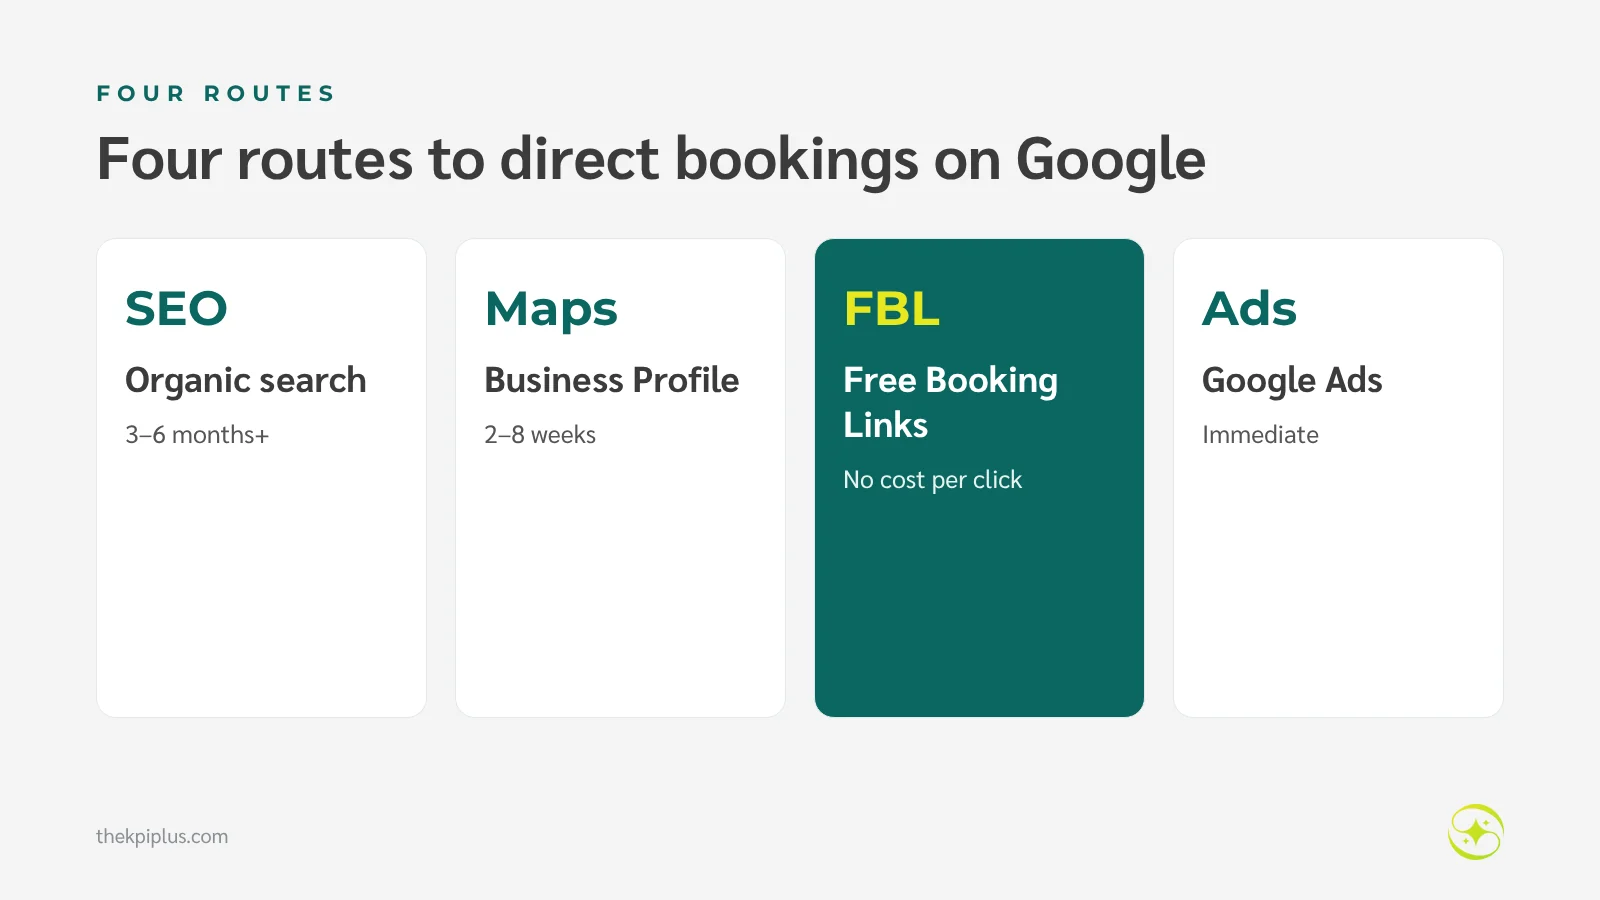 FOUR ROUTES
Four routes to direct bookings on Google
SEO
Organic search
3–6 months+
Maps
Business Profile
2–8 weeks
FBL
Free Booking
Links
No cost per click
Ads
Google Ads
Immediate
thekpiplus.com